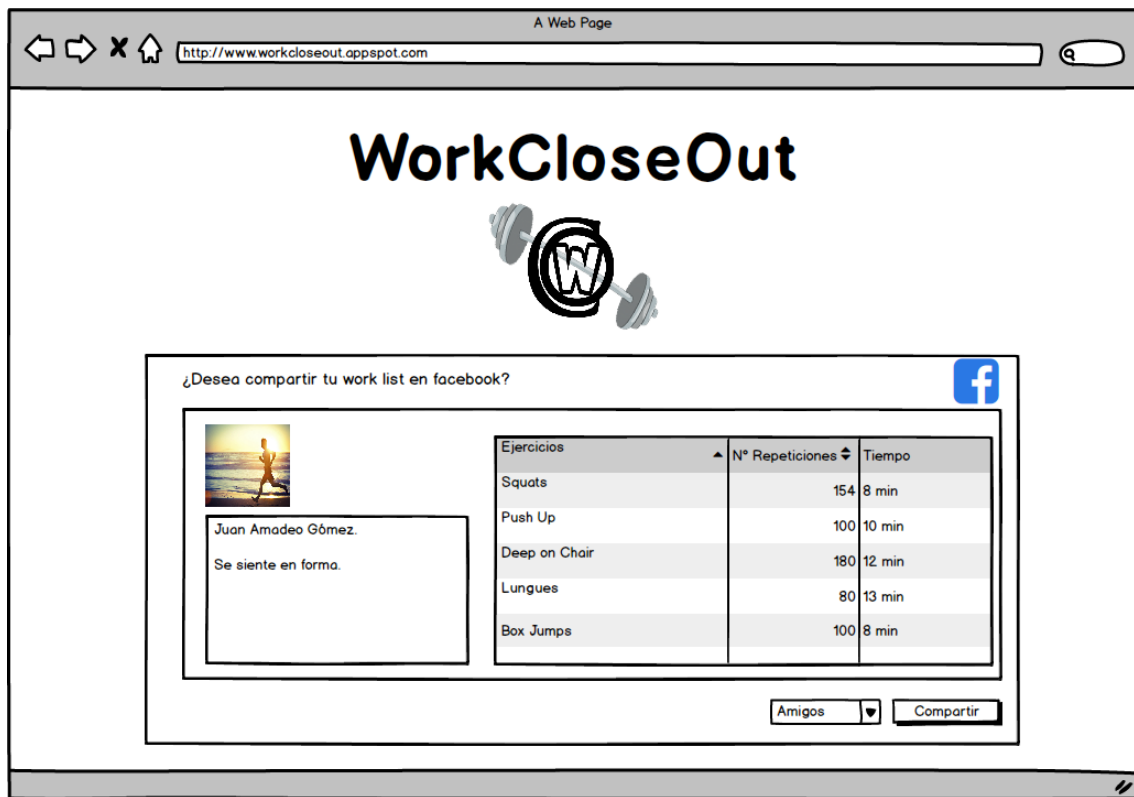 A Web Page
http://www.workcloseout.appspot.com
WorkCloseOut
W
¿Desea compartir tu work list en facebook?
f
Juan Amadeo Gómez.
Se siente en forma.
Ejercicios N° Repeticiones Tiempo
Squats 154 8 min
Push Up 100 10 min
Deep on Chair 180 12 min
Lungues 80 13 min
Box Jumps 100 8 min
Amigos Compartir